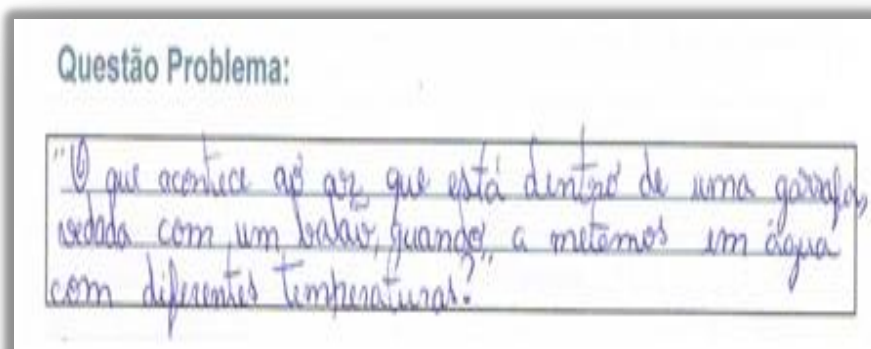 Questão Problema:
"O que acontece ao ar que está dentro de uma garrafa,
vedada com um balão, quando a metemos em água
com diferentes temperaturas?"